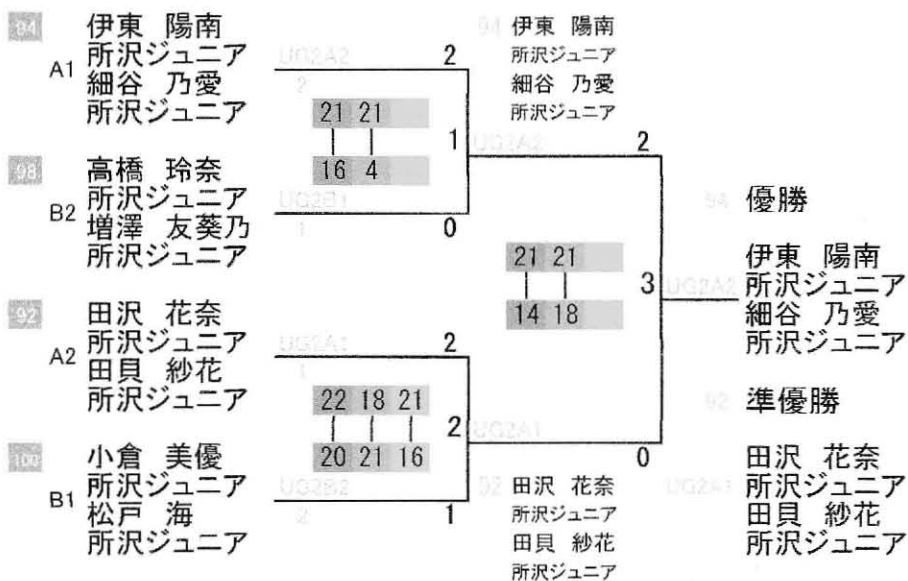 94
伊東 陽南
所沢ジュニア
A1
細谷 乃愛
所沢ジュニア
UG2A2
2
2
21 21
16 4
1
98
高橋 玲奈
所沢ジュニア
B2
増澤 友葵乃
所沢ジュニア
UG2B1
1
0
92
田沢 花奈
所沢ジュニア
A2
田貝 紗花
所沢ジュニア
UG2A1
1
2
22 18 21
20 21 16
2
100
小倉 美優
所沢ジュニア
B1
松戸 海
所沢ジュニア
UG2B2
2
1
94 伊東 陽南
所沢ジュニア
細谷 乃愛
所沢ジュニア
UG2A2
2
21 21
14 18
3
UG2A1
0
92 田沢 花奈
所沢ジュニア
田貝 紗花
所沢ジュニア
94 優勝
伊東 陽南
UG2A2 所沢ジュニア
細谷 乃愛
所沢ジュニア
92 準優勝
田沢 花奈
UG2A1 所沢ジュニア
田貝 紗花
所沢ジュニア